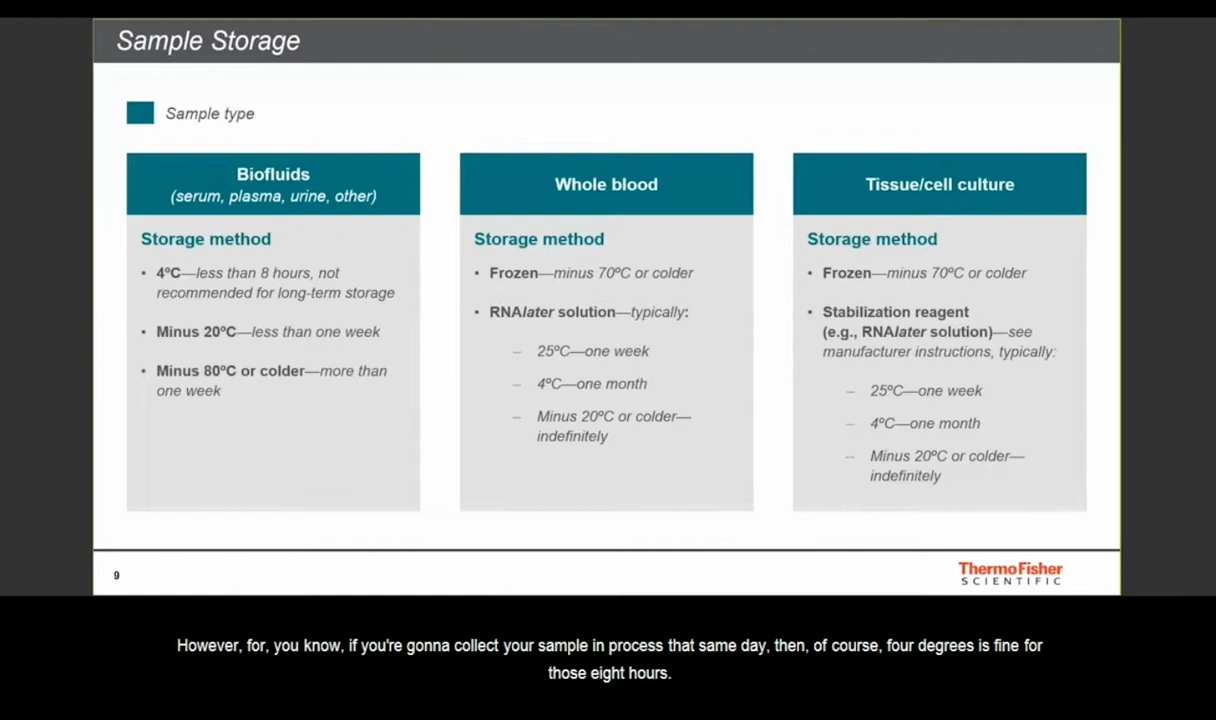 Sample Storage
Sample type
Biofluids
(serum, plasma, urine, other)
Storage method
• 4ºC—less than 8 hours, not
recommended for long-term storage
• Minus 20ºC—less than one week
• Minus 80ºC or colder—more than
one week
Whole blood
Storage method
• Frozen—minus 70ºC or colder
• RNAlater solution—typically:
– 25ºC—one week
– 4ºC—one month
– Minus 20ºC or colder—
indefinitely
Tissue/cell culture
Storage method
• Frozen—minus 70ºC or colder
• Stabilization reagent
(e.g., RNAlater solution)—see
manufacturer instructions, typically:
– 25ºC—one week
– 4ºC—one month
– Minus 20ºC or colder—
indefinitely
9
ThermoFisher
SCIENTIFIC
However, for, you know, if you're gonna collect your sample in process that same day, then, of course, four degrees is fine for
those eight hours.